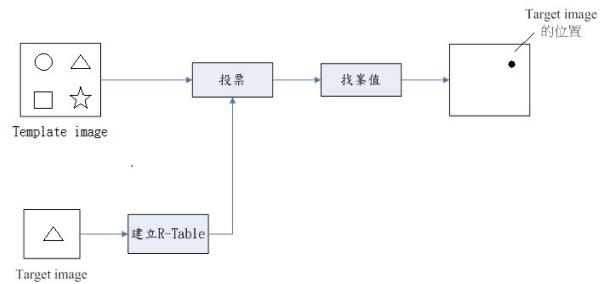 Target image
的位置
投票
找峯值
Template image
建立R-Table
Target image